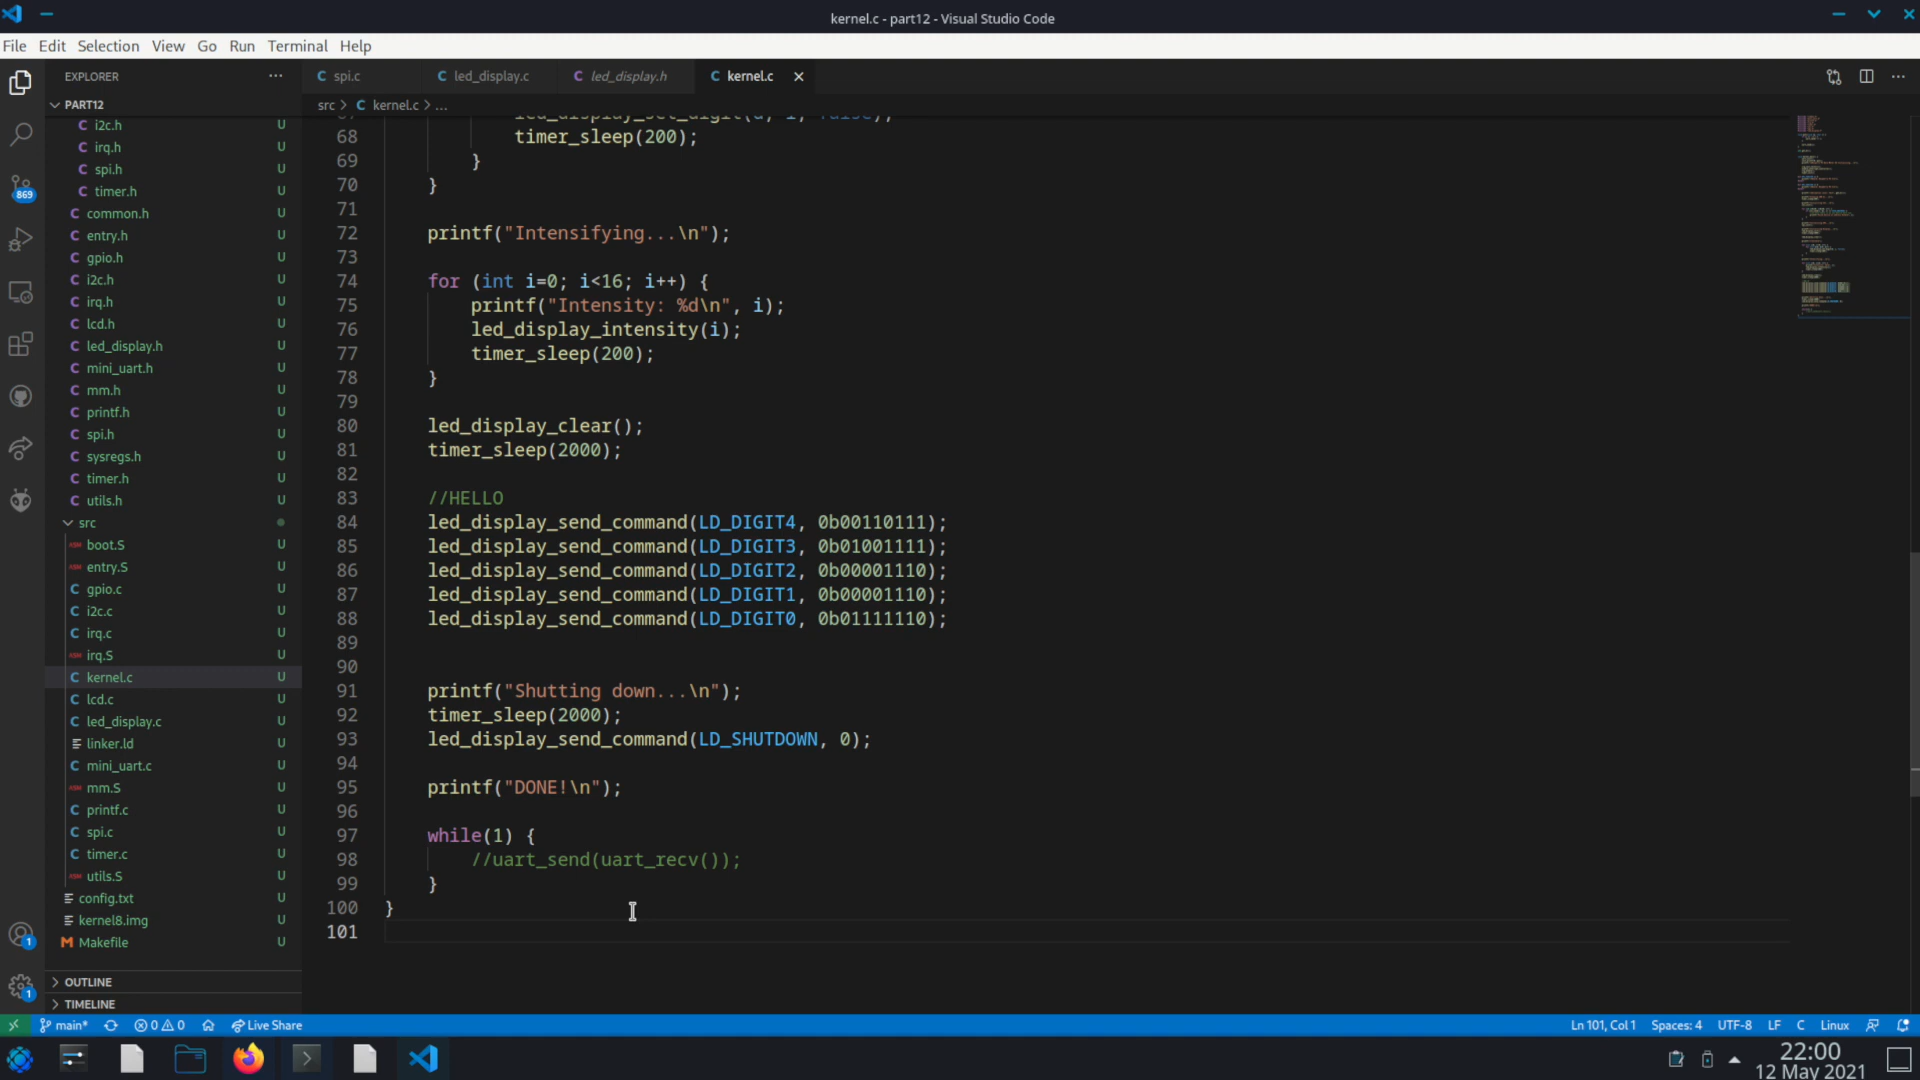 kernel.c - part12 - Visual Studio Code
File Edit Selection View Go Run Terminal Help
EXPLORER
spi.c
led_display.c
led_display.h
kernel.c
PART12
src > kernel.c > ...
i2c.h U
irq.h U
spi.h U
timer.h U
common.h U
entry.h U
gpio.h U
i2c.h U
irq.h U
lcd.h U
led_display.h U
mini_uart.h U
mm.h U
printf.h U
spi.h U
sysregs.h U
timer.h U
utils.h U
src
boot.S U
entry.S U
gpio.c U
i2c.c U
irq.c U
irq.S U
kernel.c U
lcd.c U
led_display.c U
linker.ld U
mini_uart.c U
mm.S U
printf.c U
spi.c U
timer.c U
utils.S U
config.txt U
kernel8.img U
Makefile U
OUTLINE
TIMELINE
869
1
1
68 timer_sleep(200);
69 }
70 }
71
72 printf("Intensifying...\n");
73
74 for (int i=0; i<16; i++) {
75 printf("Intensity: %d\n", i);
76 led_display_intensity(i);
77 timer_sleep(200);
78 }
79
80 led_display_clear();
81 timer_sleep(2000);
82
83 //HELLO
84 led_display_send_command(LD_DIGIT4, 0b00110111);
85 led_display_send_command(LD_DIGIT3, 0b01001111);
86 led_display_send_command(LD_DIGIT2, 0b00001110);
87 led_display_send_command(LD_DIGIT1, 0b00001110);
88 led_display_send_command(LD_DIGIT0, 0b01111110);
89
90
91 printf("Shutting down...\n");
92 timer_sleep(2000);
93 led_display_send_command(LD_SHUTDOWN, 0);
94
95 printf("DONE!\n");
96
97 while(1) {
98 //uart_send(uart_recv());
99 }
100 }
101
main* 0 0 Live Share
Ln 101, Col 1 Spaces: 4 UTF-8 LF C Linux
22:00
12 May 2021